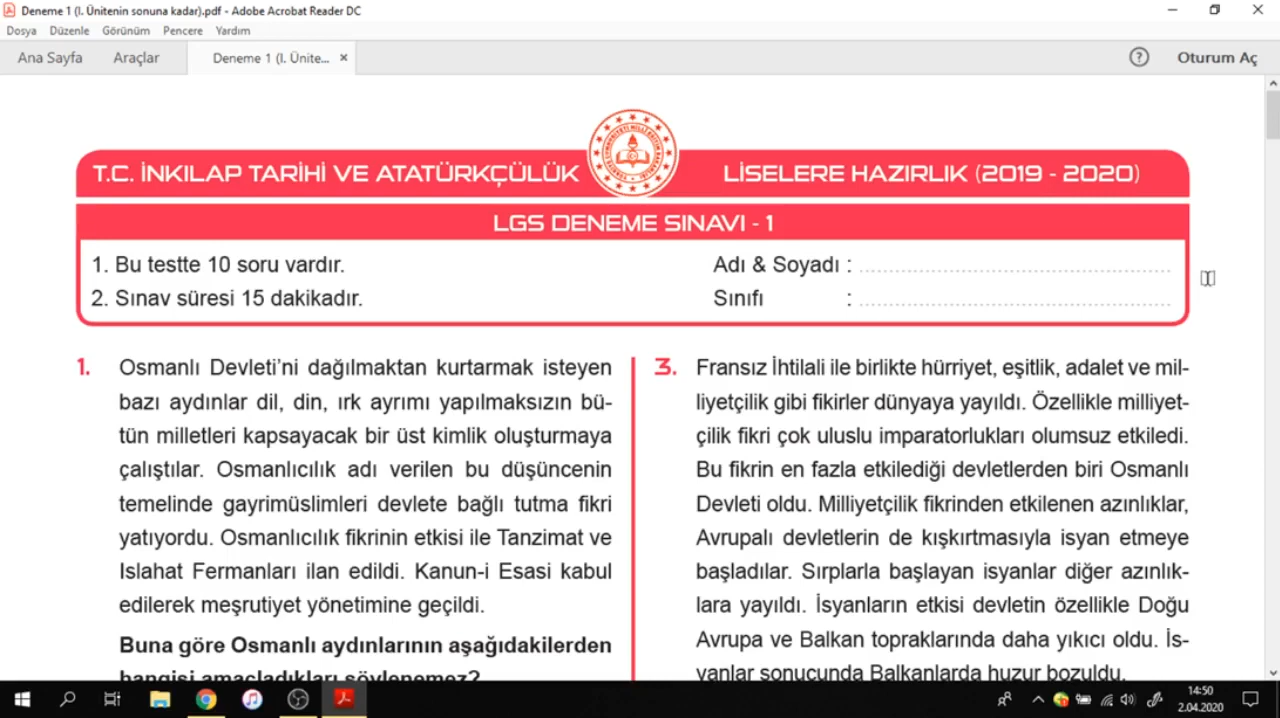 Deneme 1 (I. Ünitenin sonuna kadar).pdf - Adobe Acrobat Reader DC
Dosya Düzenle Görünüm Pencere Yardım
Ana Sayfa Araçlar Deneme 1 (I. Ünite... × ? Oturum Aç
T.C. İNKILAP TARİHİ VE ATATÜRKÇÜLÜK
LİSELERE HAZIRLIK (2019 - 2020)
LGS DENEME SINAVI - 1
1. Bu testte 10 soru vardır.
2. Sınav süresi 15 dakikadır.
Adı & Soyadı :
Sınıfı :
1. Osmanlı Devleti’ni dağılmaktan kurtarmak isteyen
bazı aydınlar dil, din, ırk ayrımı yapılmaksızın bü-
tün milletleri kapsayacak bir üst kimlik oluşturmaya
çalıştılar. Osmanlıcılık adı verilen bu düşüncenin
temelinde gayrimüslimleri devlete bağlı tutma fikri
yatıyordu. Osmanlıcılık fikrinin etkisi ile Tanzimat ve
Islahat Fermanları ilan edildi. Kanun-i Esasi kabul
edilerek meşrutiyet yönetimine geçildi.
Buna göre Osmanlı aydınlarının aşağıdakilerden
hangisi amaçladıkları söylenemez?
3. Fransız İhtilali ile birlikte hürriyet, eşitlik, adalet ve mil-
liyetçilik gibi fikirler dünyaya yayıldı. Özellikle milliyet-
çilik fikri çok uluslu imparatorlukları olumsuz etkiledi.
Bu fikrin en fazla etkilediği devletlerden biri Osmanlı
Devleti oldu. Milliyetçilik fikrinden etkilenen azınlıklar,
Avrupalı devletlerin de kışkırtmasıyla isyan etmeye
başladılar. Sırplarla başlayan isyanlar diğer azınlık-
lara yayıldı. İsyanların etkisi devletin özellikle Doğu
Avrupa ve Balkan topraklarında daha yıkıcı oldu. İs-
yanlar sonucunda Balkanlarda huzur bozuldu.
14:50
2.04.2020